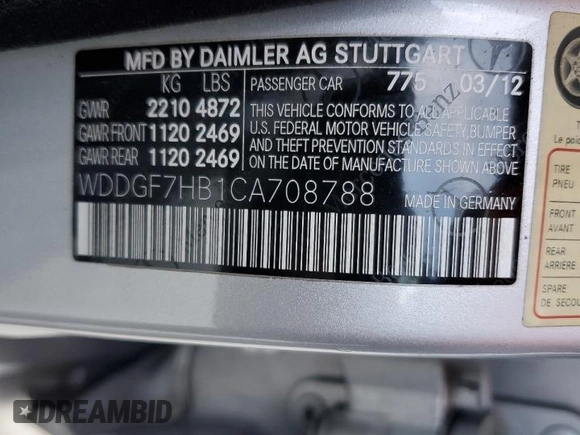 MFD BY DAIMLER AG STUTTGART
KG LBS PASSENGER CAR 775 03/12
GVWR 2210 4872
GAWR FRONT 1120 2469
GAWR REAR 1120 2469
THIS VEHICLE CONFORMS TO ALL APPLICABLE
U.S. FEDERAL MOTOR VEHICLE SAFETY, BUMPER,
AND THEFT PREVENTION STANDARDS IN EFFECT ON
THE DATE OF MANUFACTURE SHOWN ABOVE
WDDGF7HB1CA708788
MADE IN GERMANY
TIRE
PNEU
FRONT
AVANT
REAR
ARRIÈRE
SPARE
DE SECOU
DREAMBID